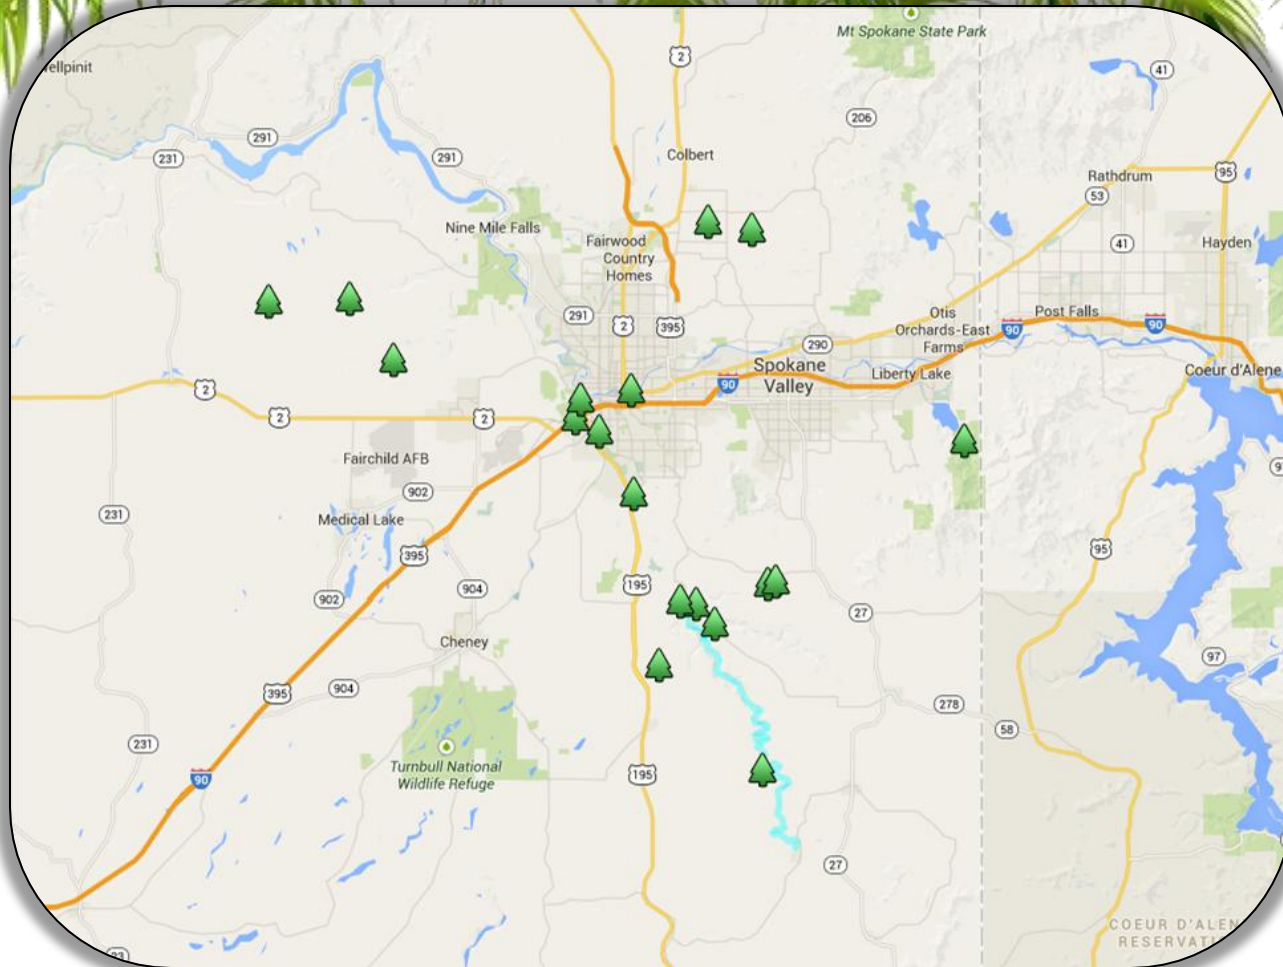 Mt Spokane State Park
2
41
ellpinit
206
291
231
291
Colbert
95
Rathdrum
53
Nine Mile Falls
Fairwood
Country
Homes
41
Hayden
291
2
395
Otis
Orchards-East
Farms
Post Falls
90
90
290
Spokane
Valley
90
Liberty Lake
Coeur d'Alene
2
2
2
Fairchild AFB
902
9
231
Medical Lake
395
95
902
904
195
27
Cheney
97
395
904
278
58
231
90
Turnbull National
Wildlife Refuge
195
27
COEUR D'ALEN
RESERVATI
23